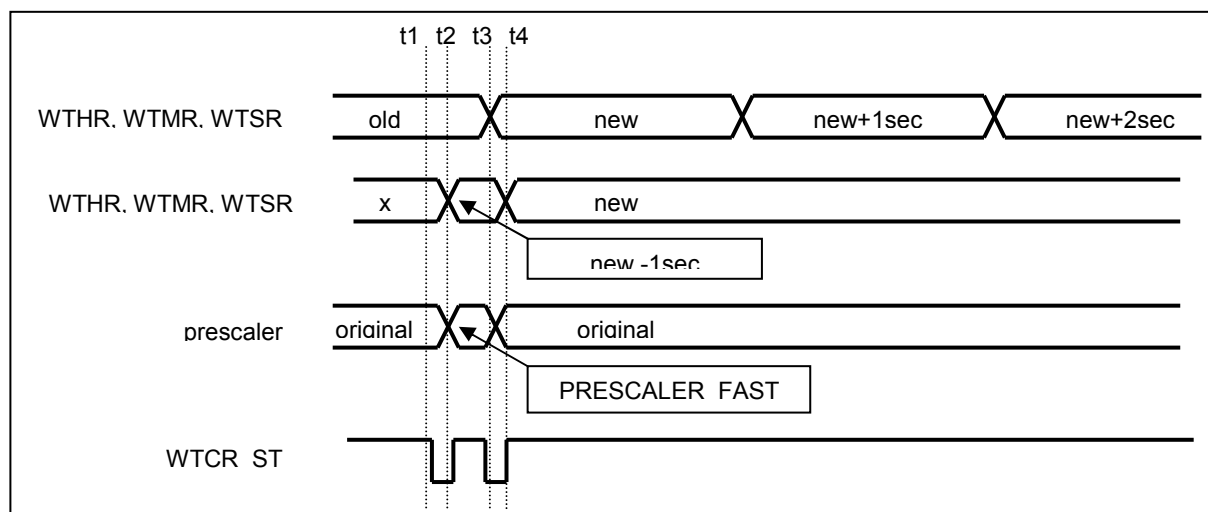 t1 t2 t3 t4
WTHR, WTMR, WTSR old new new+1sec new+2sec
WTHR, WTMR, WTSR x new
new -1sec
prescaler original original
PRESCALER FAST
WTCR ST